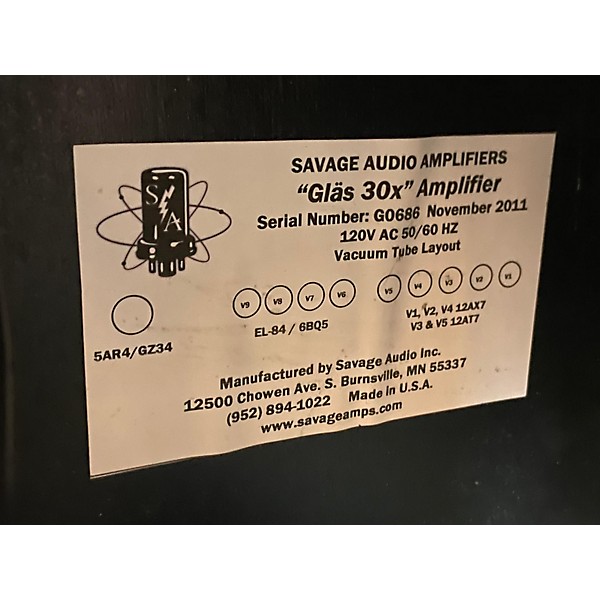 S A
SAVAGE AUDIO AMPLIFIERS
“Gläs 30x” Amplifier
Serial Number: G0686 November 2011
120V AC 50/60 HZ
Vacuum Tube Layout
V9 V8 V7 V6 V5 V4 V3 V2 V1
5AR4/GZ34
EL-84 / 6BQ5
V1, V2, V4 12AX7
V3 & V5 12AT7
Manufactured by Savage Audio Inc.
12500 Chowen Ave. S. Burnsville, MN 55337
(952) 894-1022 Made in U.S.A.
www.savageamps.com